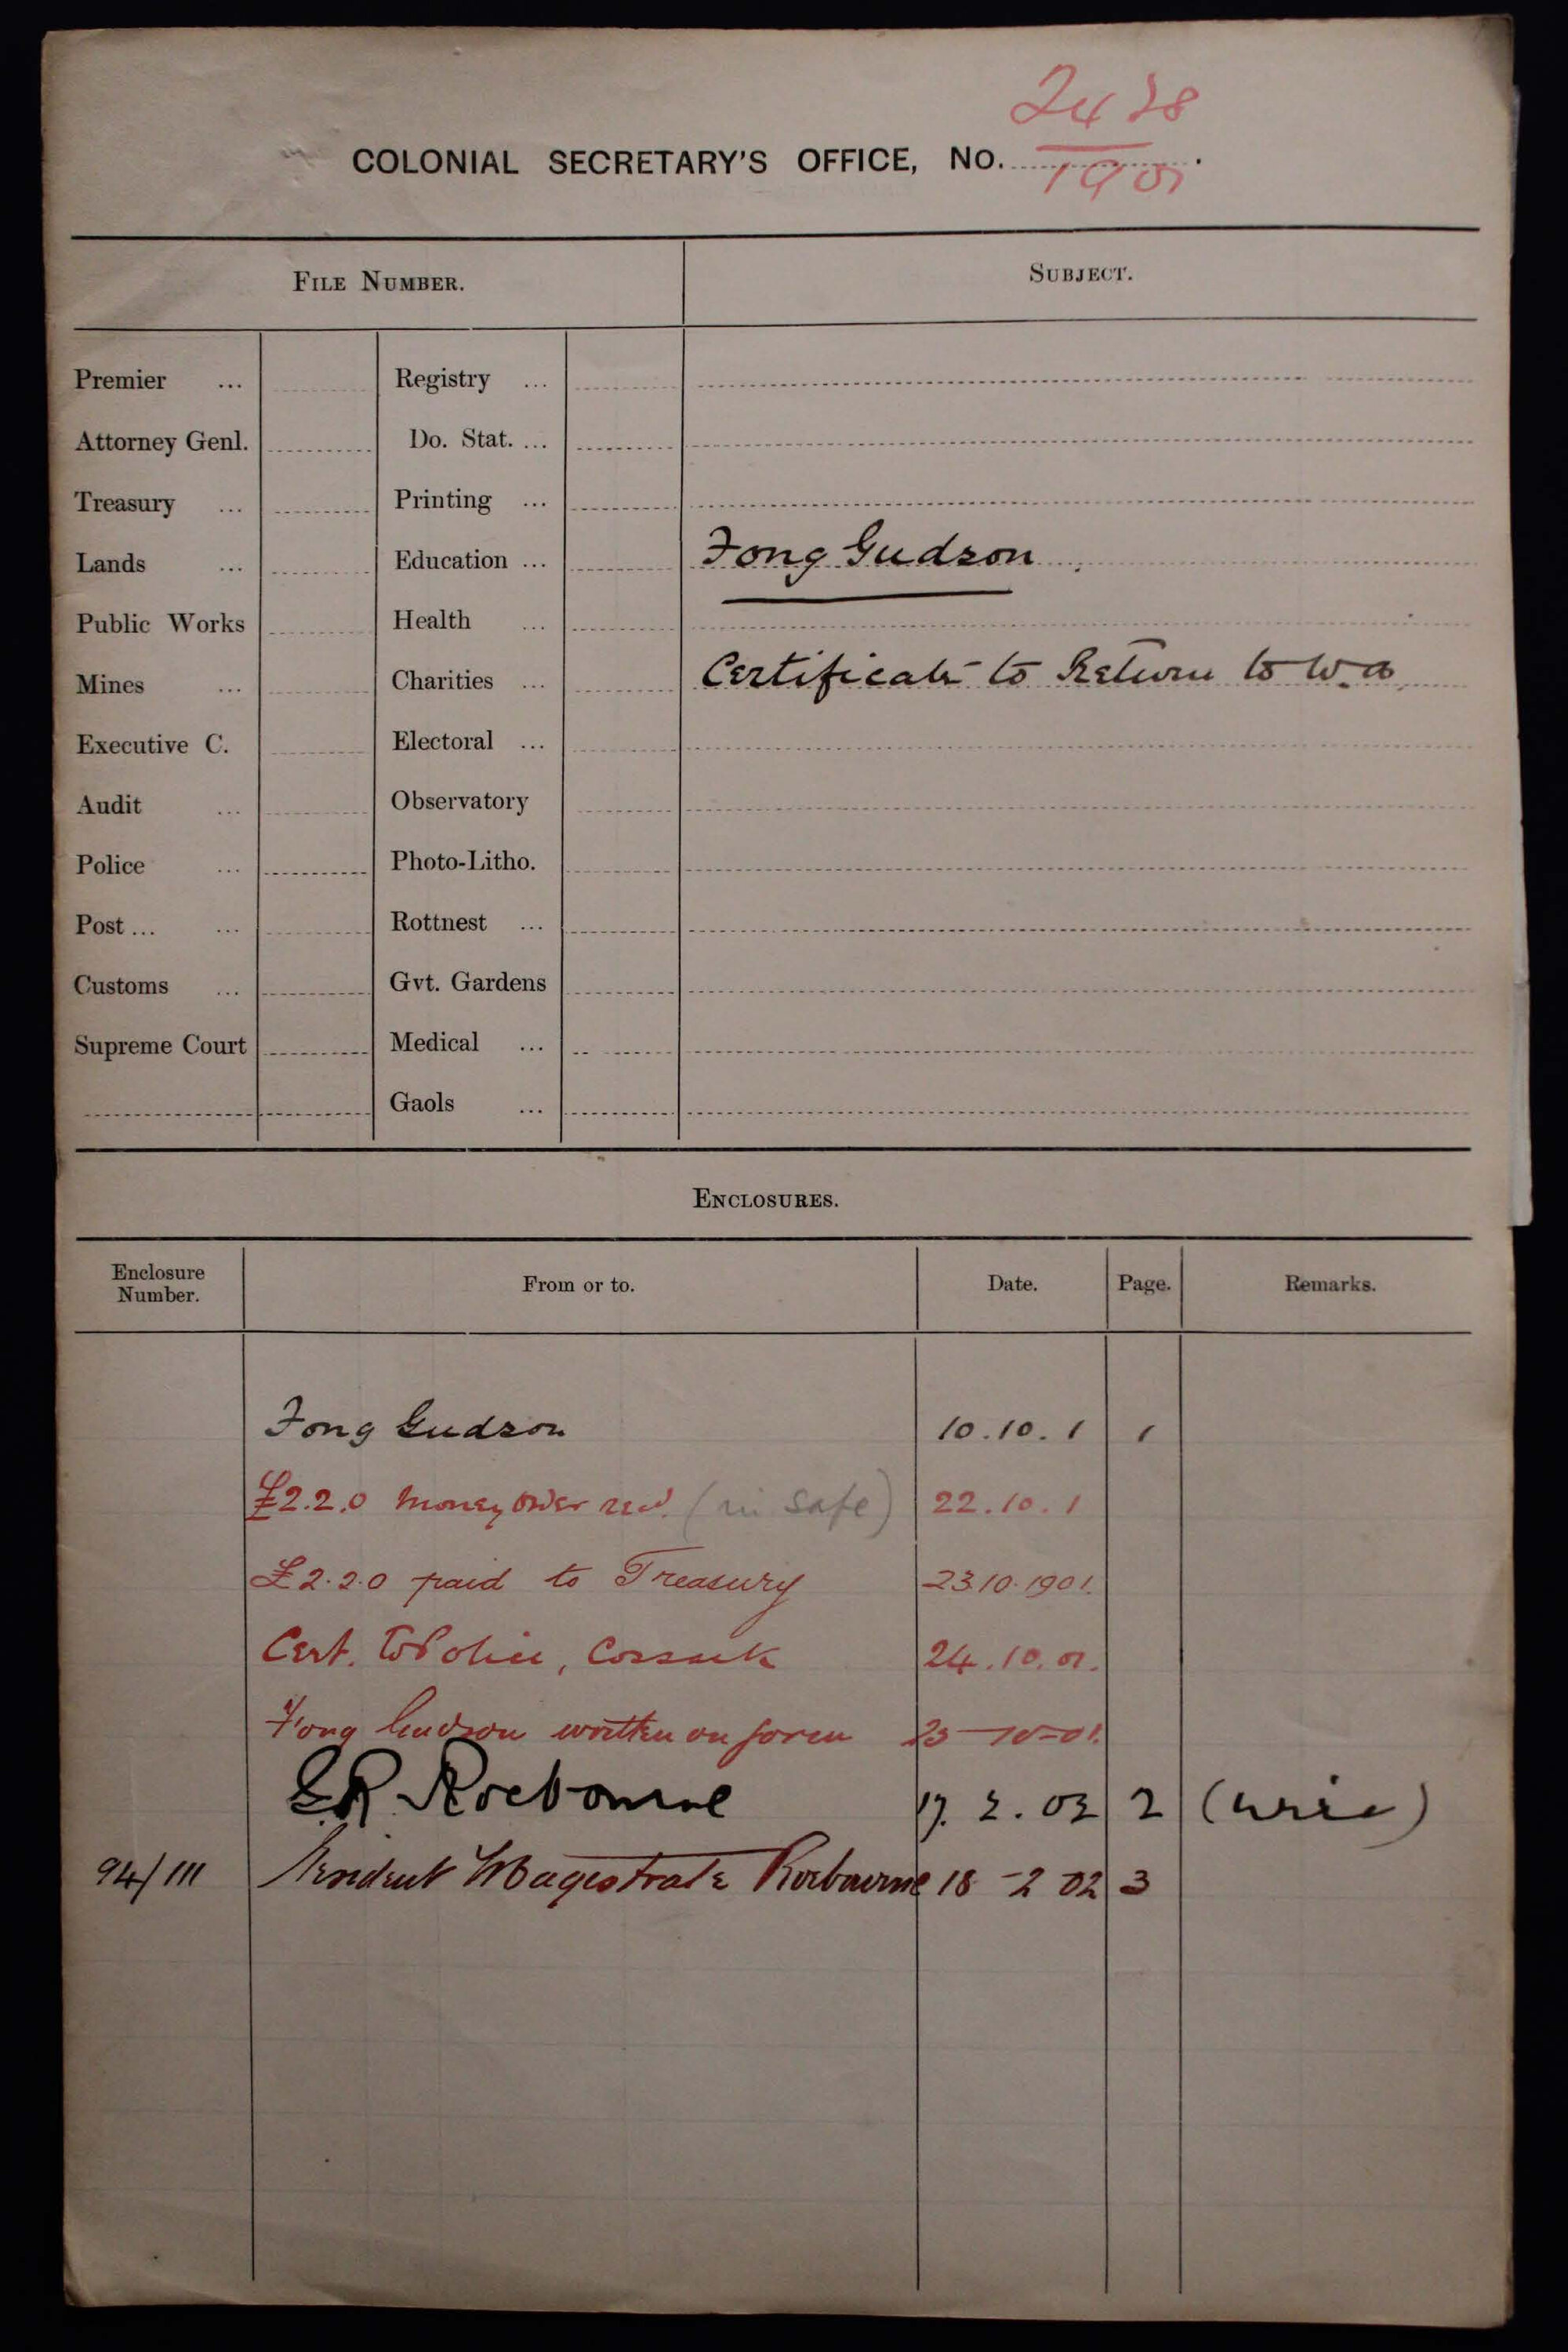 2428
COLONIAL SECRETARY'S OFFICE, NO. 1901.
FILE NUMBER. SUBJECT.
Premier ... Registry ...
Attorney Genl. Do. Stat. ...
Treasury ... Printing ...
Lands ... Education ... Fong Gudson
Public Works Health ...
Mines ... Charities ... Certificate to Return to W.a
Executive C. Electoral ...
Audit ... Observatory
Police ... Photo-Litho.
Post ... ... Rottnest ...
Customs ... Gvt. Gardens
Supreme Court Medical ...
Gaols ...
ENCLOSURES.
Enclosure Number. From or to. Date. Page. Remarks.
Fong Gudson 10.10.1 1
£2.2.0 money order recd. (in safe) 22.10.1
£2.2.0 paid to Treasury 23.10.1901.
Cert. to Police, Cossack 24.10.01.
Fong Gudson written on form 25-10-01.
Roebourne 17.2.02 2 (wire)
94/111 Resident Magistrate Roebourne 18-2-02 3